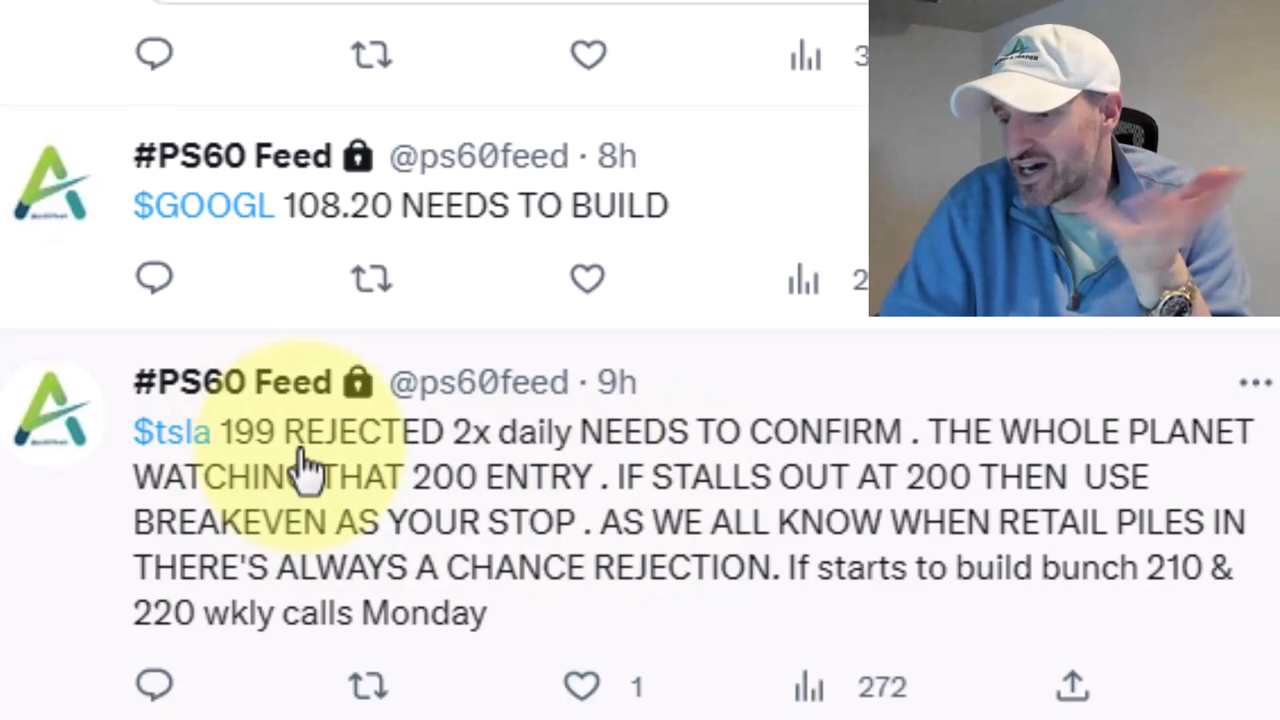 3
#PS60 Feed @ps60feed · 8h
$GOOGL 108.20 NEEDS TO BUILD
2
#PS60 Feed @ps60feed · 9h
$tsla 199 REJECTED 2x daily NEEDS TO CONFIRM . THE WHOLE PLANET
WATCHING THAT 200 ENTRY . IF STALLS OUT AT 200 THEN USE
BREAKEVEN AS YOUR STOP . AS WE ALL KNOW WHEN RETAIL PILES IN
THERE'S ALWAYS A CHANCE REJECTION. If starts to build bunch 210 &
220 wkly calls Monday
1 272